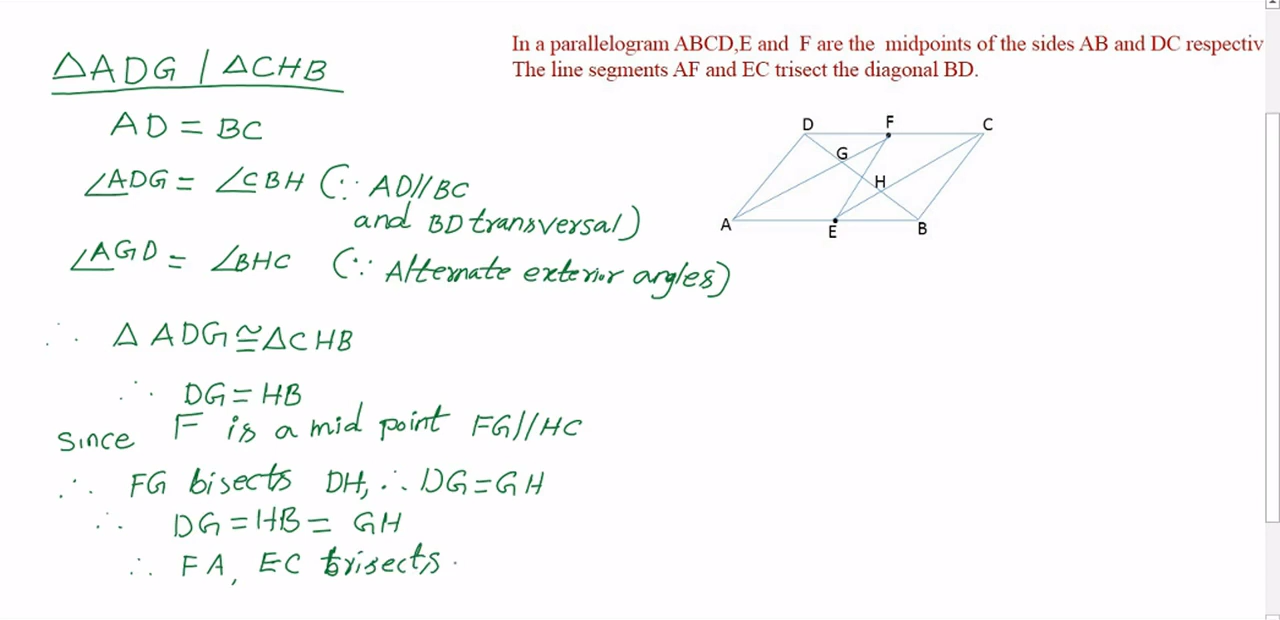 In a parallelogram ABCD,E and F are the midpoints of the sides AB and DC respectiv
The line segments AF and EC trisect the diagonal BD.
△ADG | △CHB
AD = BC
∠ADG = ∠CBH (∵ AD//BC
and BD transversal)
∠AGD = ∠BHC (∵ Alternate exterior angles)
∴ △ ADG ≅ △CHB
∴ DG = HB
Since F is a mid point FG//HC
∴ FG bisects DH, ∴ DG = GH
∴ DG = HB = GH
∴ FA, EC trisects.
D F C
G
H
A E B